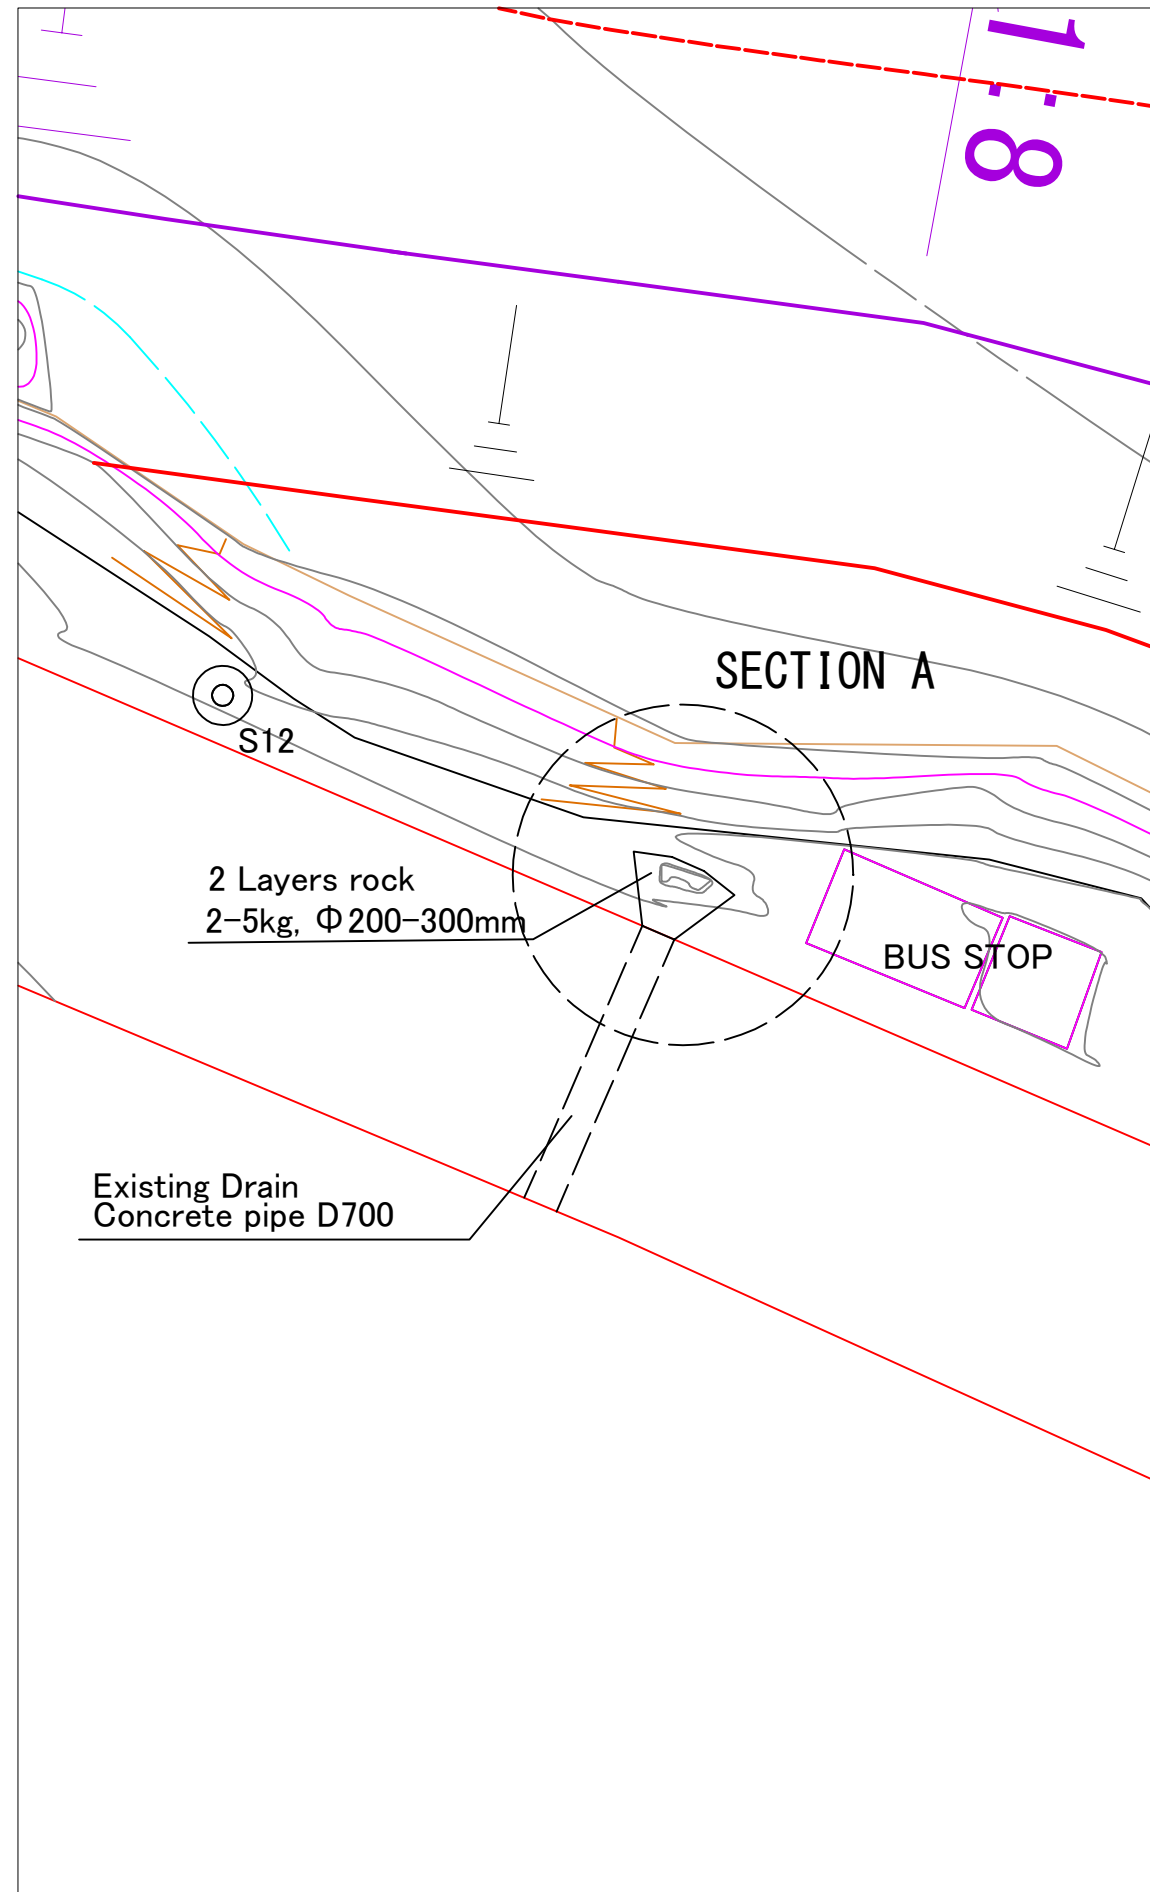 1:8
SECTION A
S12
2 Layers rock
2-5kg, Φ200-300mm
BUS STOP
Existing Drain
Concrete pipe D700